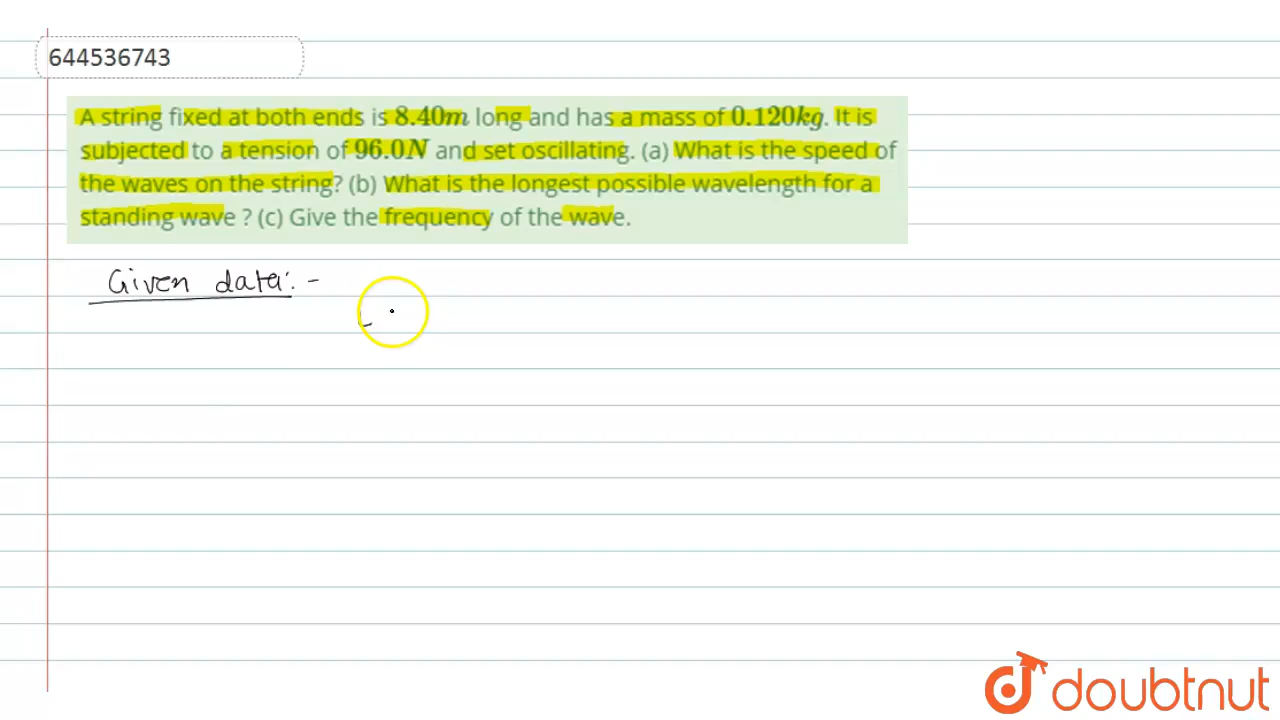 644536743
A string fixed at both ends is 8.40m long and has a mass of 0.120kg. It is
subjected to a tension of 96.0N and set oscillating. (a) What is the speed of
the waves on the string? (b) What is the longest possible wavelength for a
standing wave ? (c) Give the frequency of the wave.
Given data: -
L
doubtnut